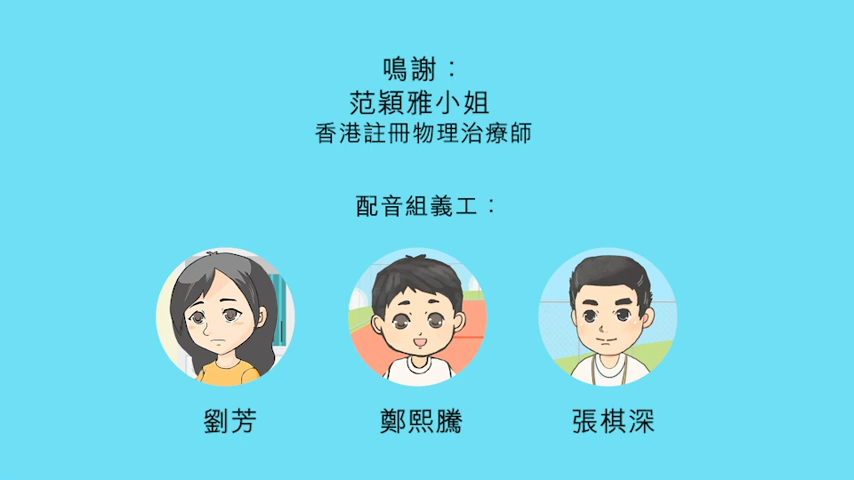 鳴謝：
范穎雅小姐
香港註冊物理治療師
配音組義工：
劉芳
鄭熙騰
張棋深